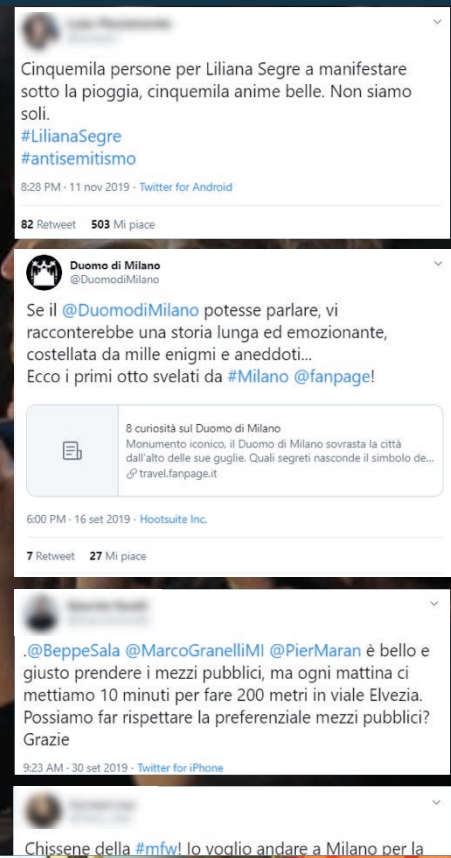 Cinquemila persone per Liliana Segre a manifestare
sotto la pioggia, cinquemila anime belle. Non siamo
soli.
#LilianaSegre
#antisemitismo
8:28 PM · 11 nov 2019 · Twitter for Android
82 Retweet 503 Mi piace
Duomo di Milano
@DuomodiMilano
Se il @DuomodiMilano potesse parlare, vi
racconterebbe una storia lunga ed emozionante,
costellata da mille enigmi e aneddoti...
Ecco i primi otto svelati da #Milano @fanpage!
8 curiosità sul Duomo di Milano
Monumento iconico, il Duomo di Milano sovrasta la città
dall'alto delle sue guglie. Quali segreti nasconde il simbolo de...
travel.fanpage.it
6:00 PM · 16 set 2019 · Hootsuite Inc.
7 Retweet 27 Mi piace
.@BeppeSala @MarcoGranelliMI @PierMaran è bello e
giusto prendere i mezzi pubblici, ma ogni mattina ci
mettiamo 10 minuti per fare 200 metri in viale Elvezia.
Possiamo far rispettare la preferenziale mezzi pubblici?
Grazie
9:23 AM · 30 set 2019 · Twitter for iPhone
Chissene della #mfw! Io voglio andare a Milano per la